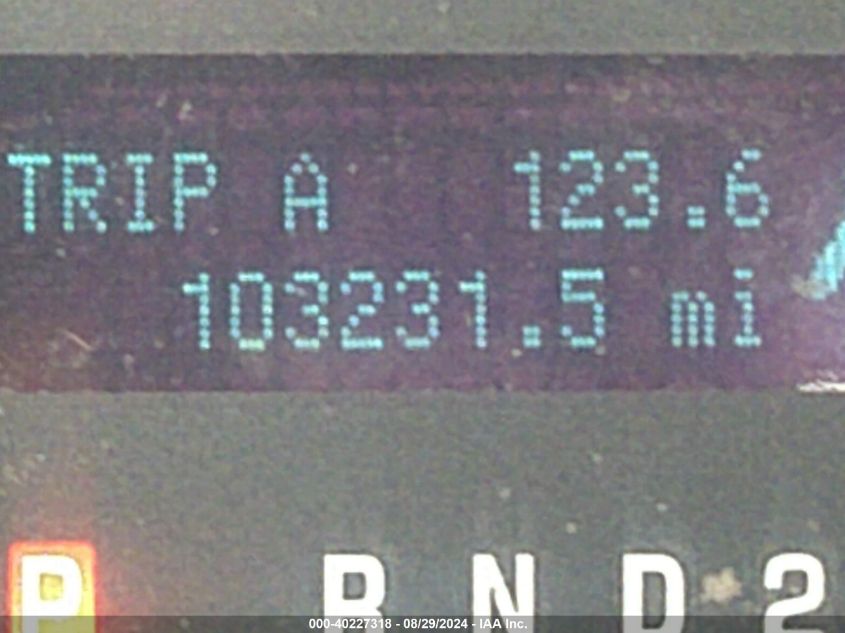 TRIP A 123.6
103231.5 mi
P R N D 2
000-40227318 - 08/29/2024 - IAA Inc.